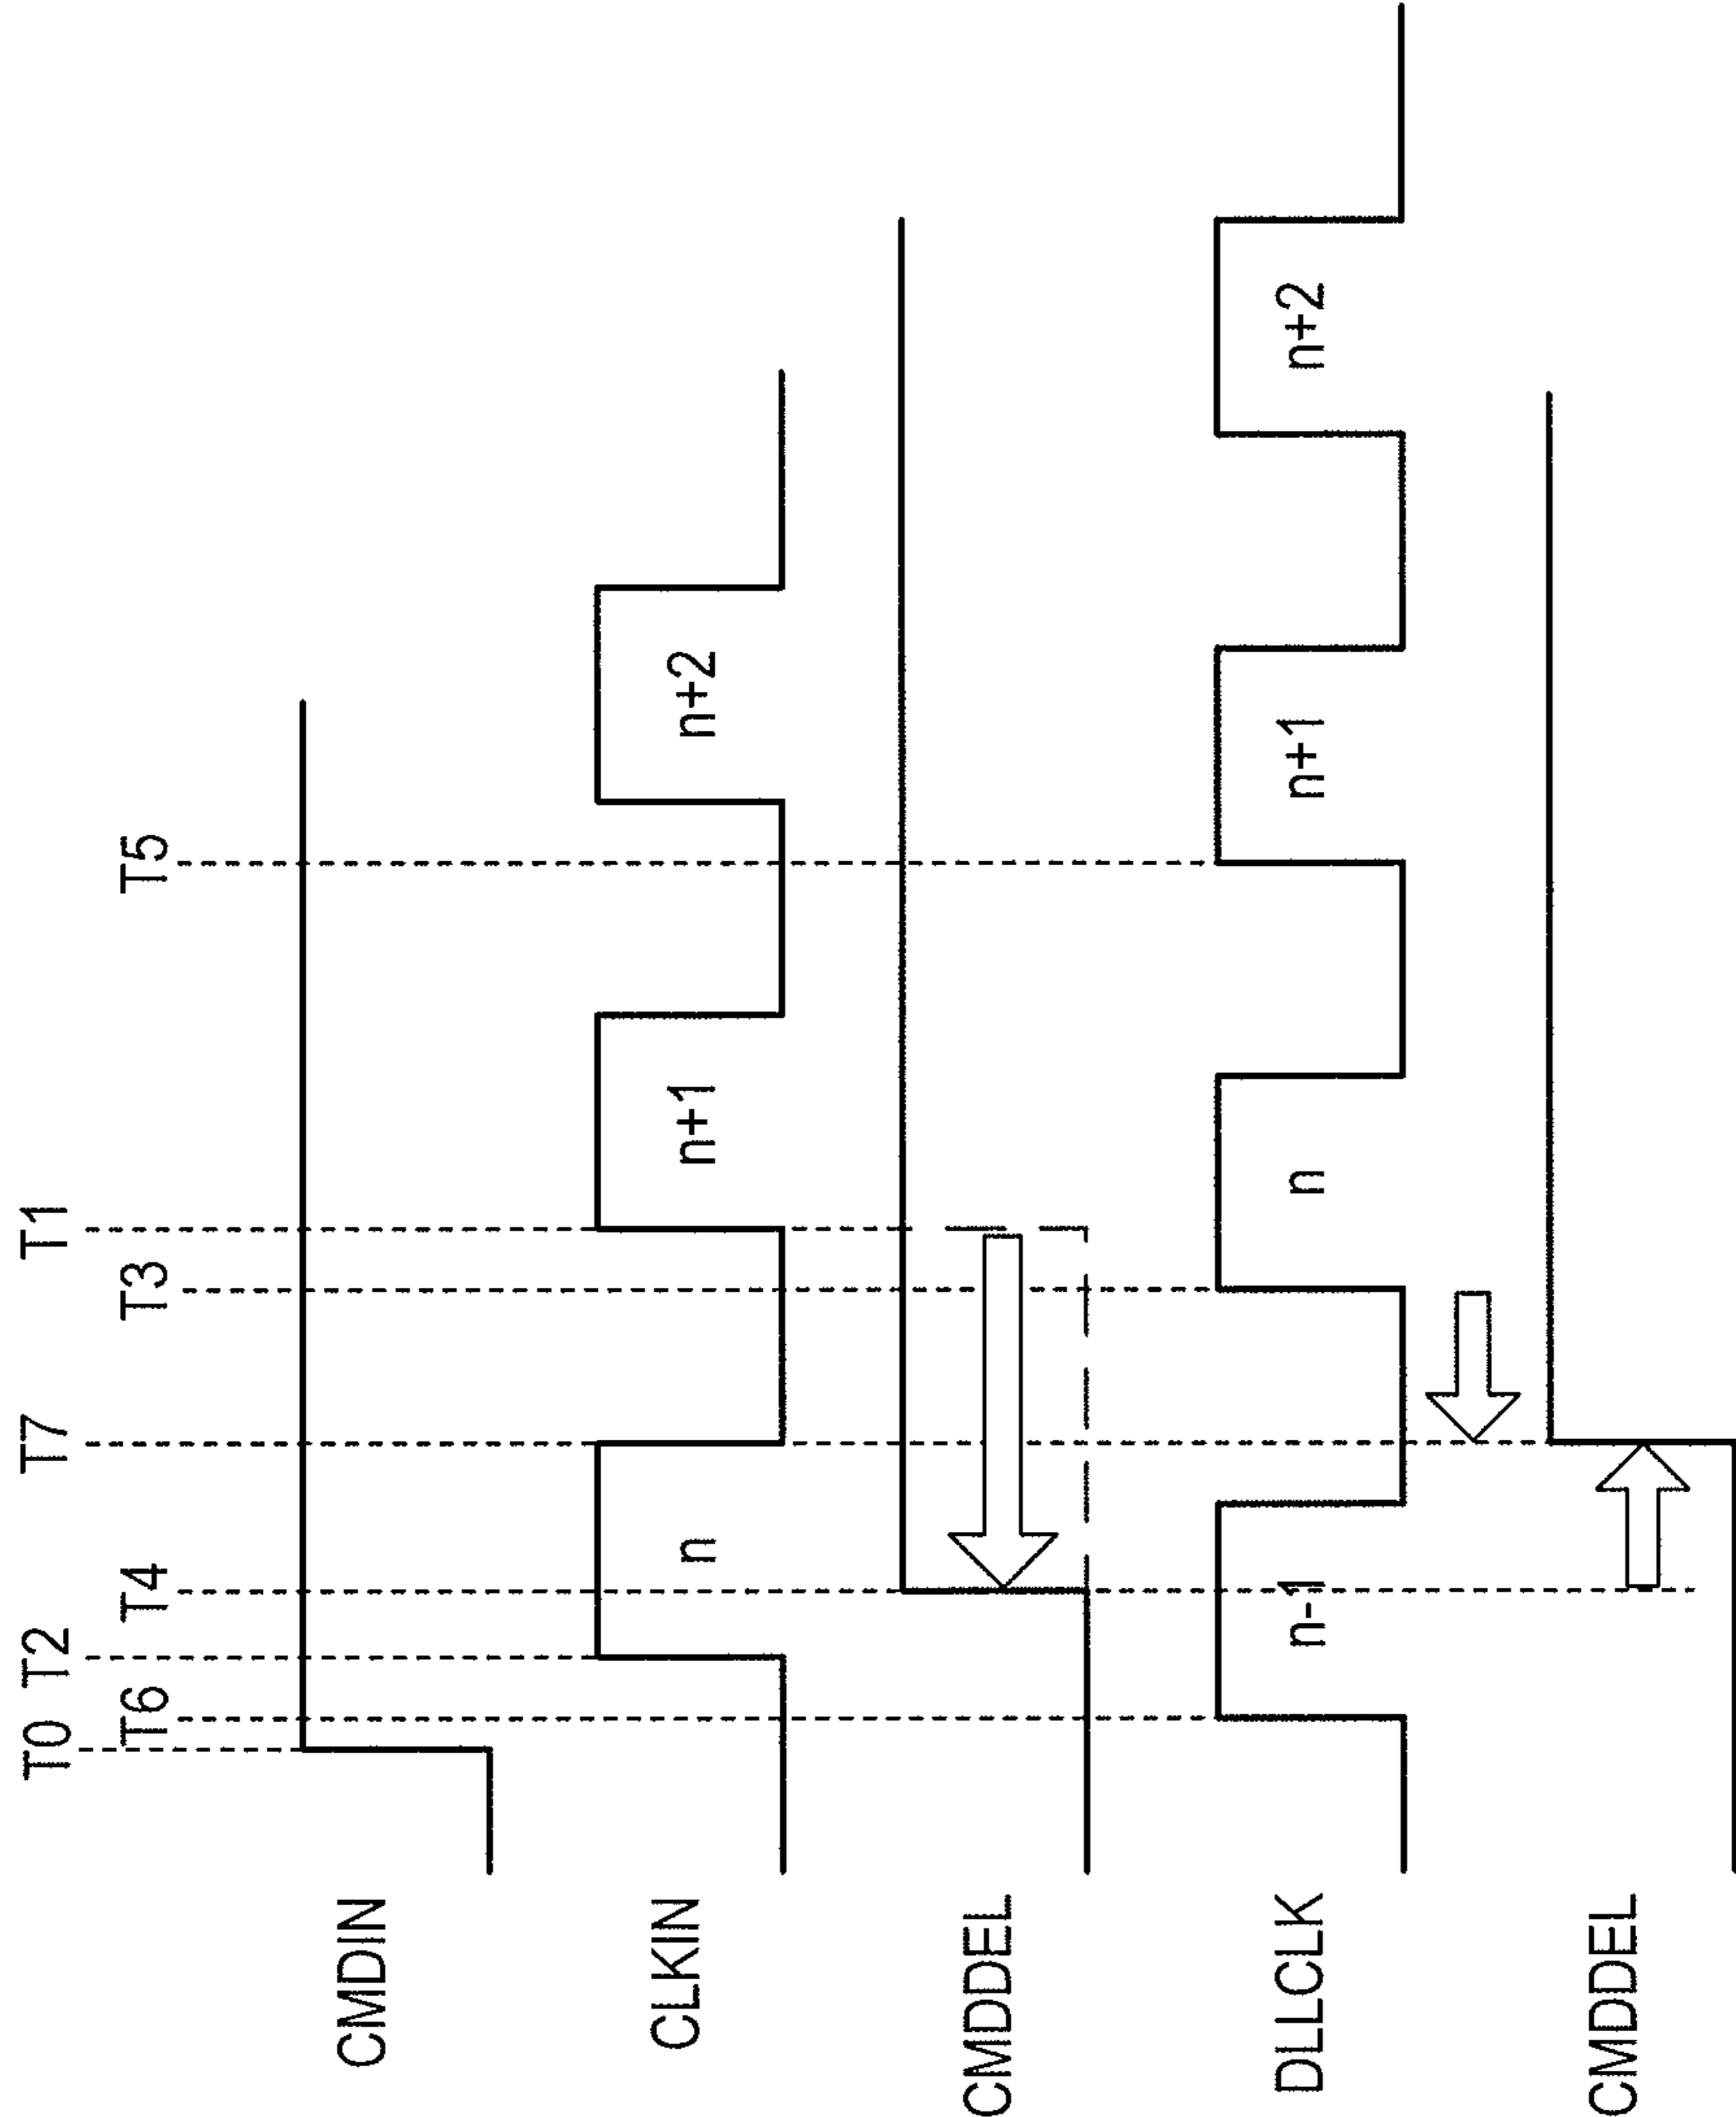 T0 T2 T7 T1
T6 T4 T3 T5
CMDIN
CLKIN n n+1 n+2
CMDDEL
DLLCLK n-1 n n+1 n+2
CMDDEL